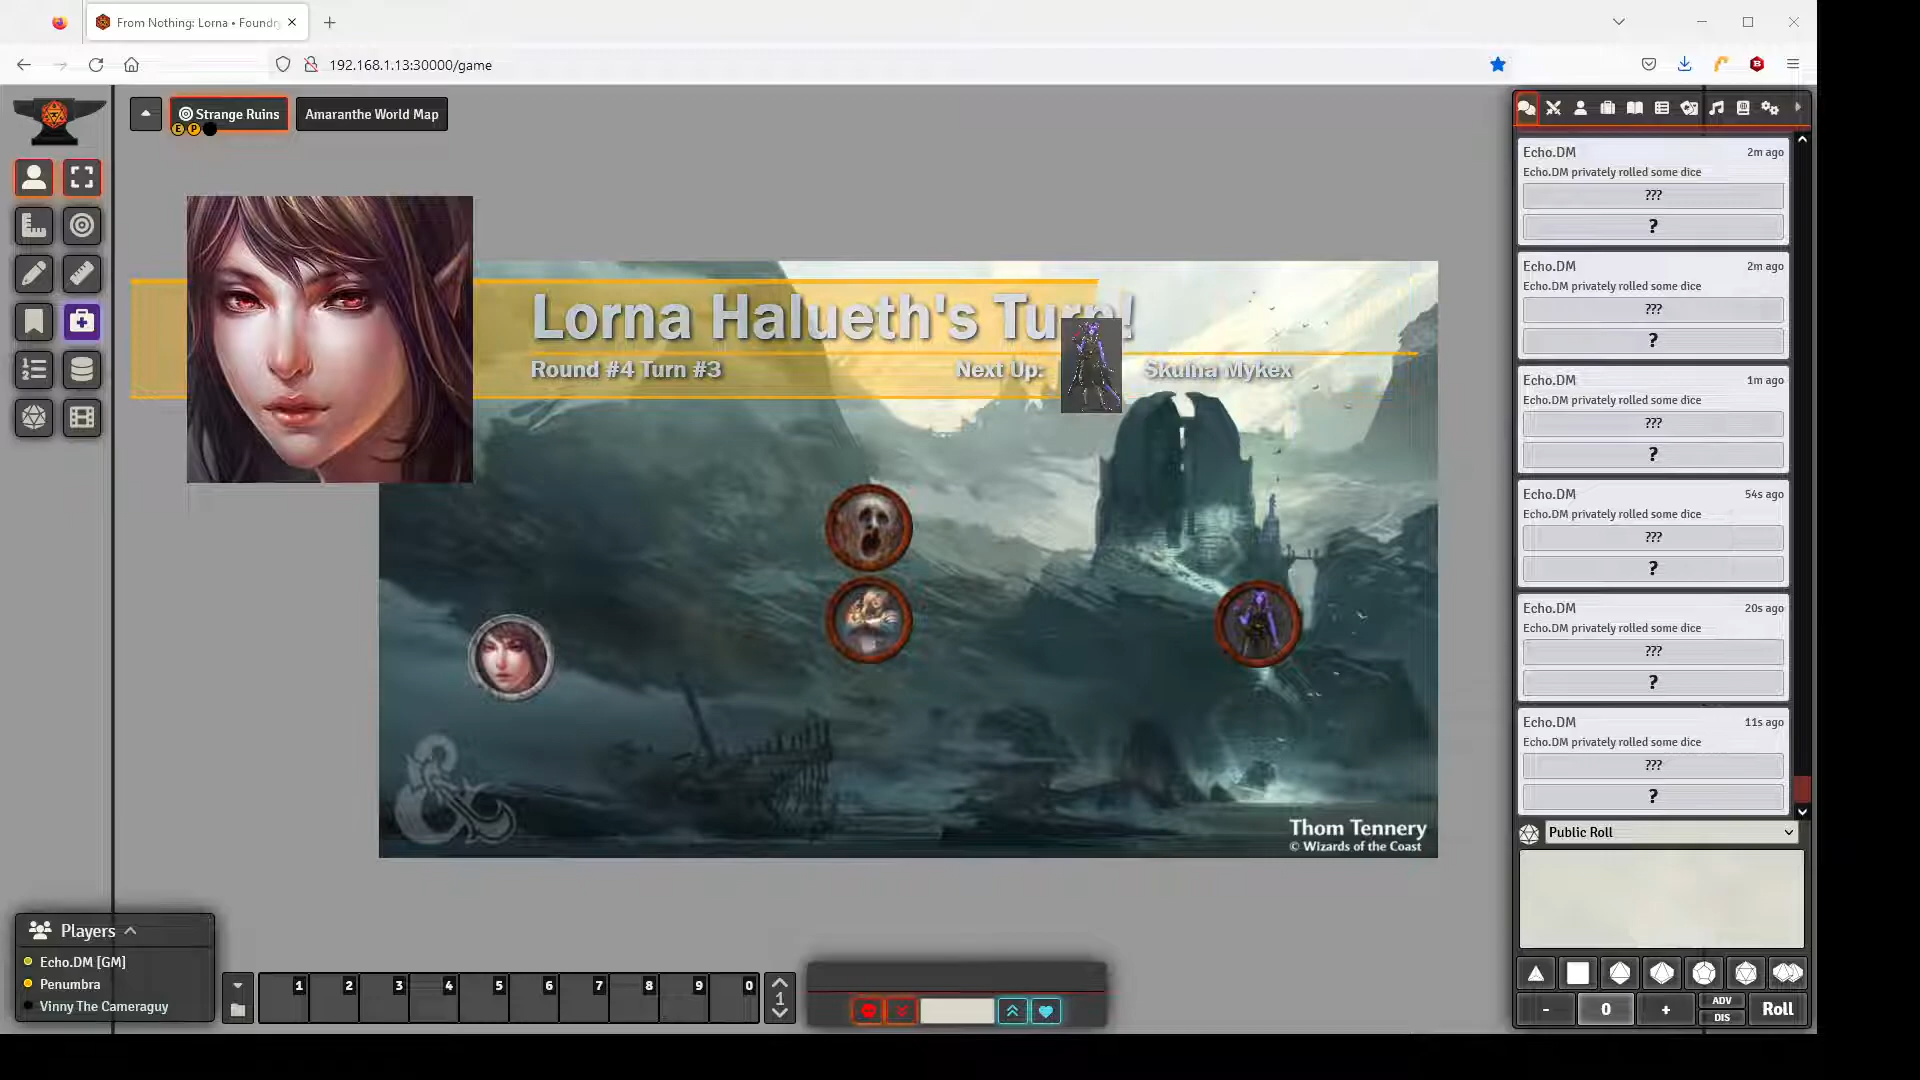 From Nothing: Lorna • Foundr
192.168.1.13:30000/game
Strange Ruins
Amaranthe World Map
E P
Lorna Halueth's Turn!
Round #4 Turn #3
Next Up:
Skulna Mykex
Thom Tennery
© Wizards of the Coast
Echo.DM
2m ago
Echo.DM privately rolled some dice
???
?
Echo.DM
2m ago
Echo.DM privately rolled some dice
???
?
Echo.DM
1m ago
Echo.DM privately rolled some dice
???
?
Echo.DM
54s ago
Echo.DM privately rolled some dice
???
?
Echo.DM
20s ago
Echo.DM privately rolled some dice
???
?
Echo.DM
11s ago
Echo.DM privately rolled some dice
???
?
Public Roll
- 0 + ADV DIS Roll
Players
Echo.DM [GM]
Penumbra
Vinny The Cameraguy
1 2 3 4 5 6 7 8 9 0
1